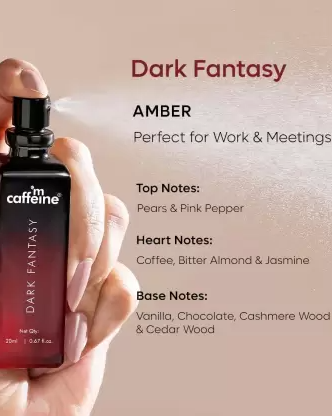 Dark Fantasy
AMBER
Perfect for Work & Meetings
Top Notes:
Pears & Pink Pepper
Heart Notes:
Coffee, Bitter Almond & Jasmine
Base Notes:
Vanilla, Chocolate, Cashmere Wood
& Cedar Wood
'm
caffeine®
DARK FANTASY
Net Qty:
20ml | 0.67 fl.oz.